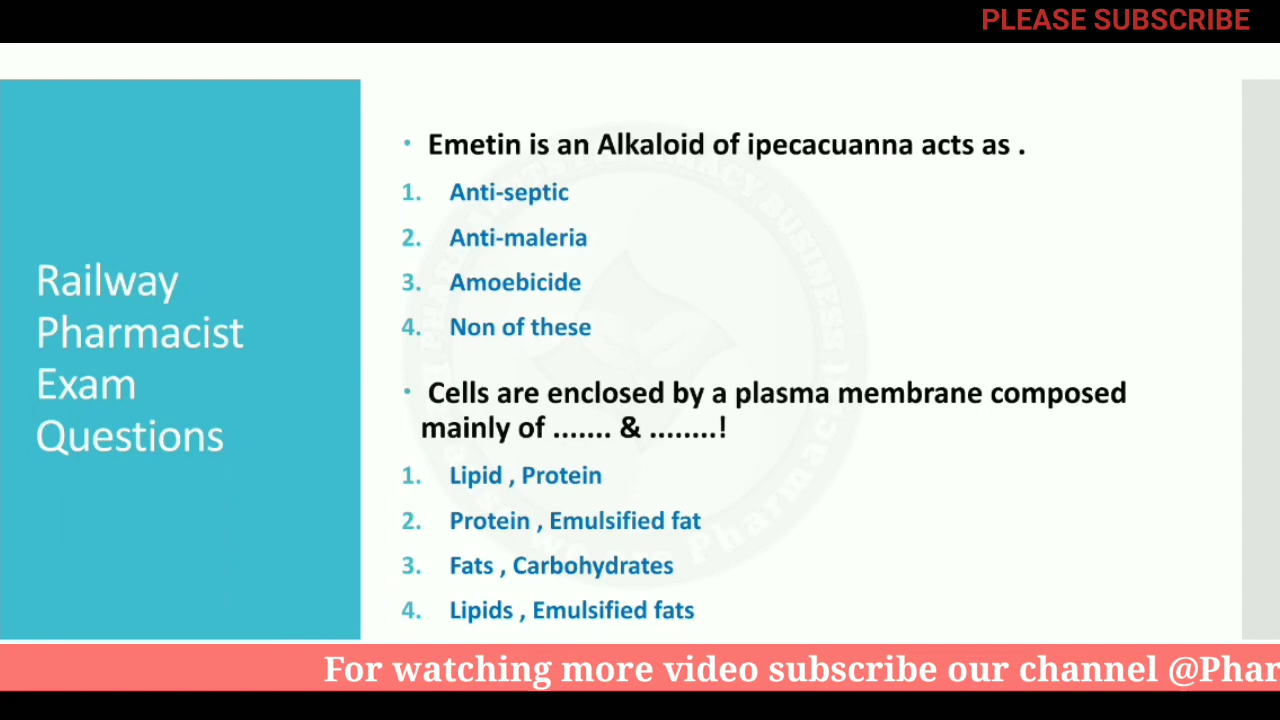 PLEASE SUBSCRIBE
Railway
Pharmacist
Exam
Questions
• Emetin is an Alkaloid of ipecacuanna acts as .
1. Anti-septic
2. Anti-maleria
3. Amoebicide
4. Non of these
• Cells are enclosed by a plasma membrane composed
mainly of ....... & ........!
1. Lipid , Protein
2. Protein , Emulsified fat
3. Fats , Carbohydrates
4. Lipids , Emulsified fats
For watching more video subscribe our channel @Phar